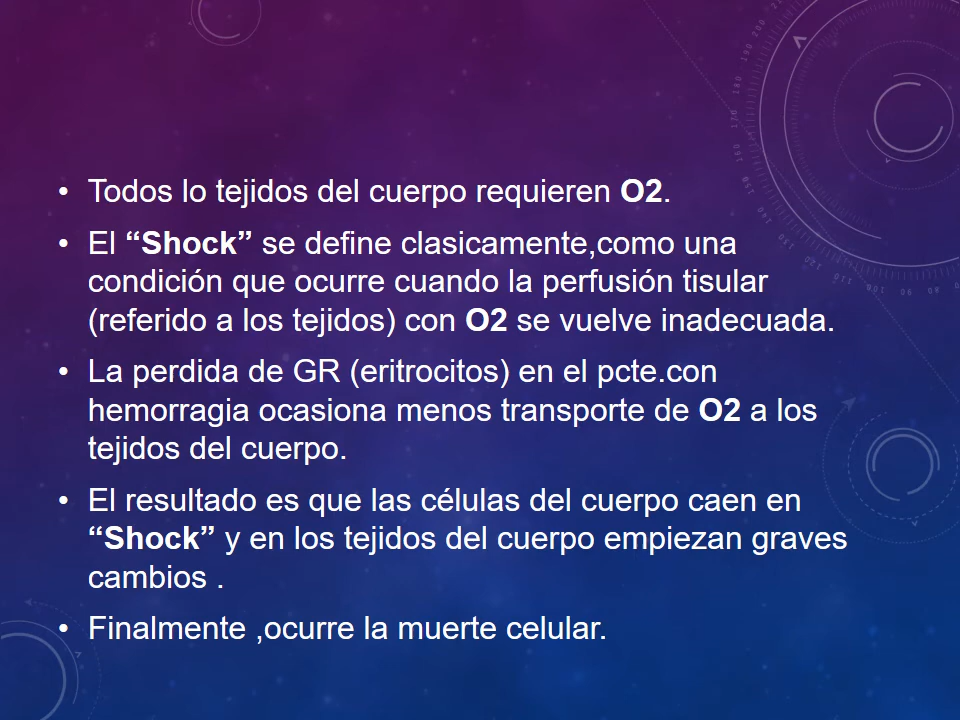 • Todos lo tejidos del cuerpo requieren O2.
• El “Shock” se define clasicamente,como una
condición que ocurre cuando la perfusión tisular
(referido a los tejidos) con O2 se vuelve inadecuada.
• La perdida de GR (eritrocitos) en el pcte.con
hemorragia ocasiona menos transporte de O2 a los
tejidos del cuerpo.
• El resultado es que las células del cuerpo caen en
“Shock” y en los tejidos del cuerpo empiezan graves
cambios .
• Finalmente ,ocurre la muerte celular.